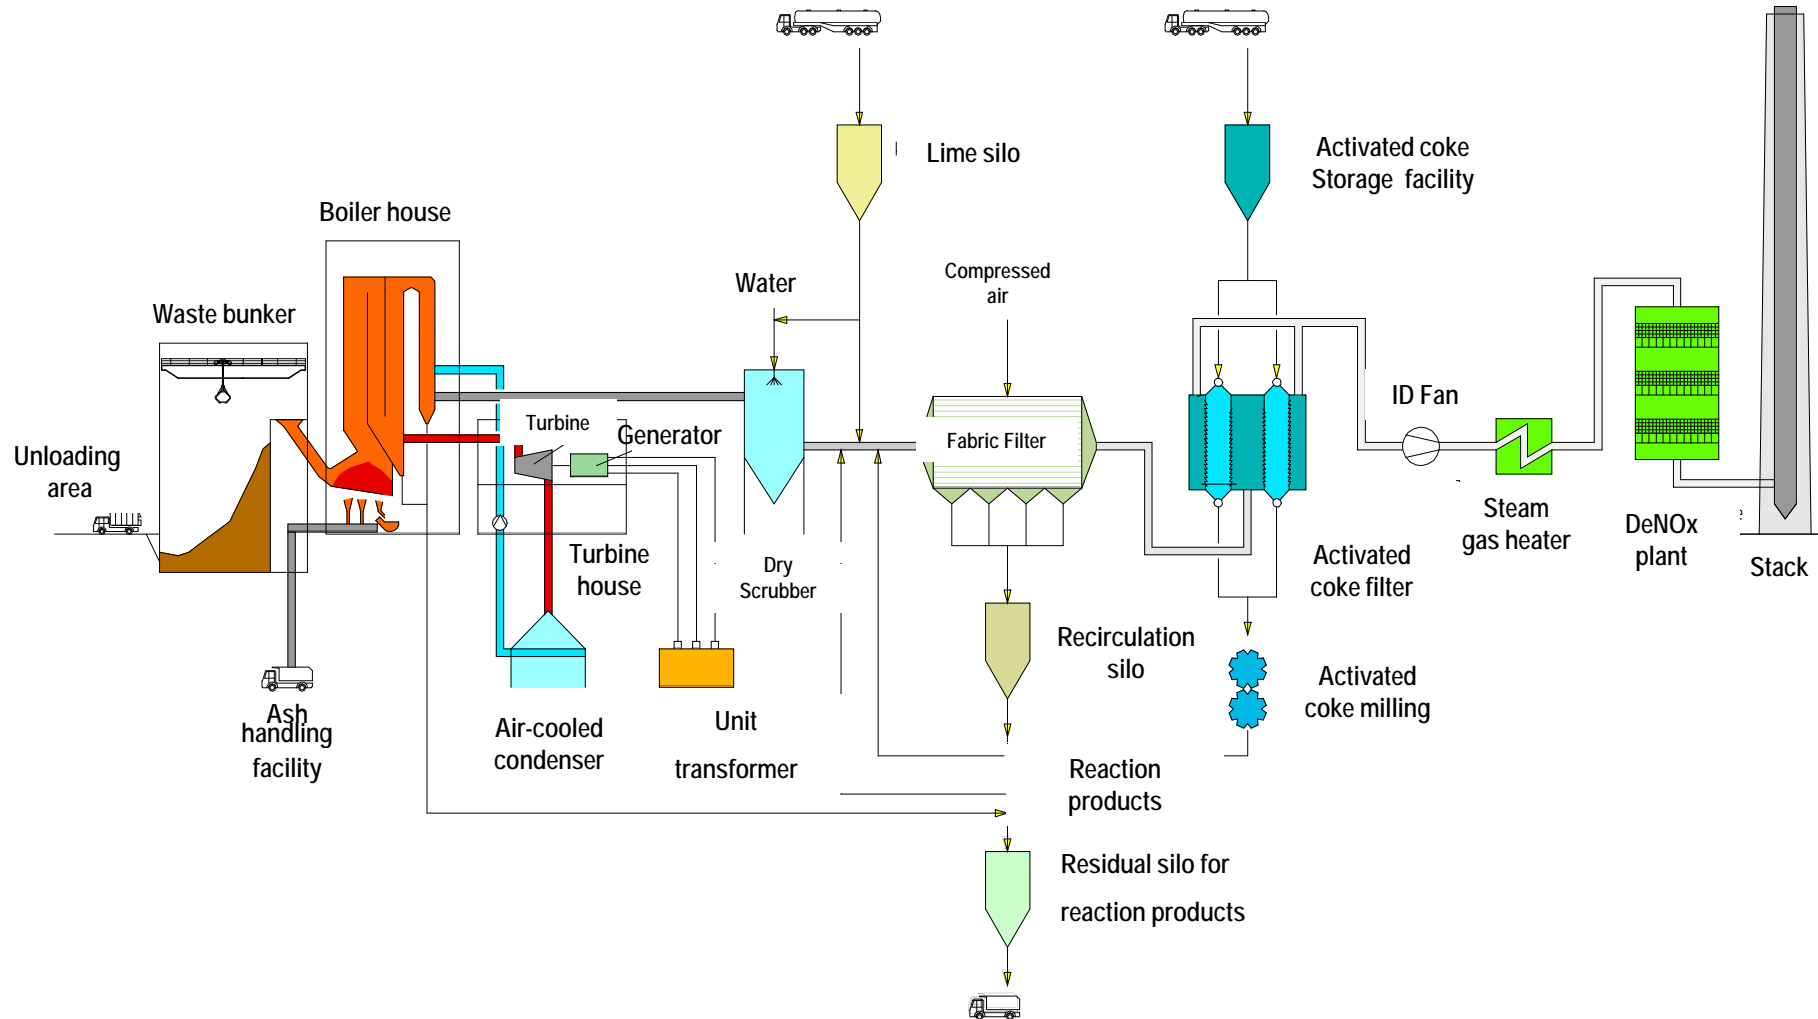 Lime silo
Activated coke
Storage facility
Boiler house
Compressed
air
Water
Waste bunker
ID Fan
Turbine
Generator
Fabric Filter
Unloading
area
Steam
gas heater
DeNOx
plant
Stack
Turbine
house
Dry
Scrubber
Activated
coke filter
Recirculation
silo
Activated
coke milling
Ash
handling
facility
Air-cooled
condenser
Unit
transformer
Reaction
products
Residual silo for
reaction products